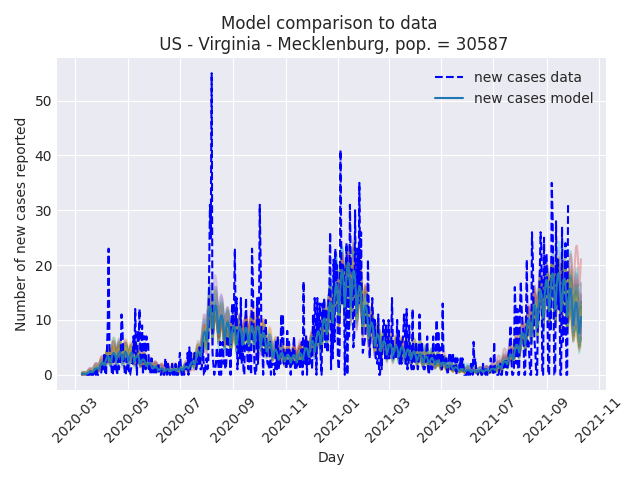 Model comparison to data
US - Virginia - Mecklenburg, pop. = 30587
new cases data
new cases model
Number of new cases reported
50
40
30
20
10
0
2020-03
2020-05
2020-07
2020-09
2020-11
2021-01
2021-03
2021-05
2021-07
2021-09
2021-11
Day